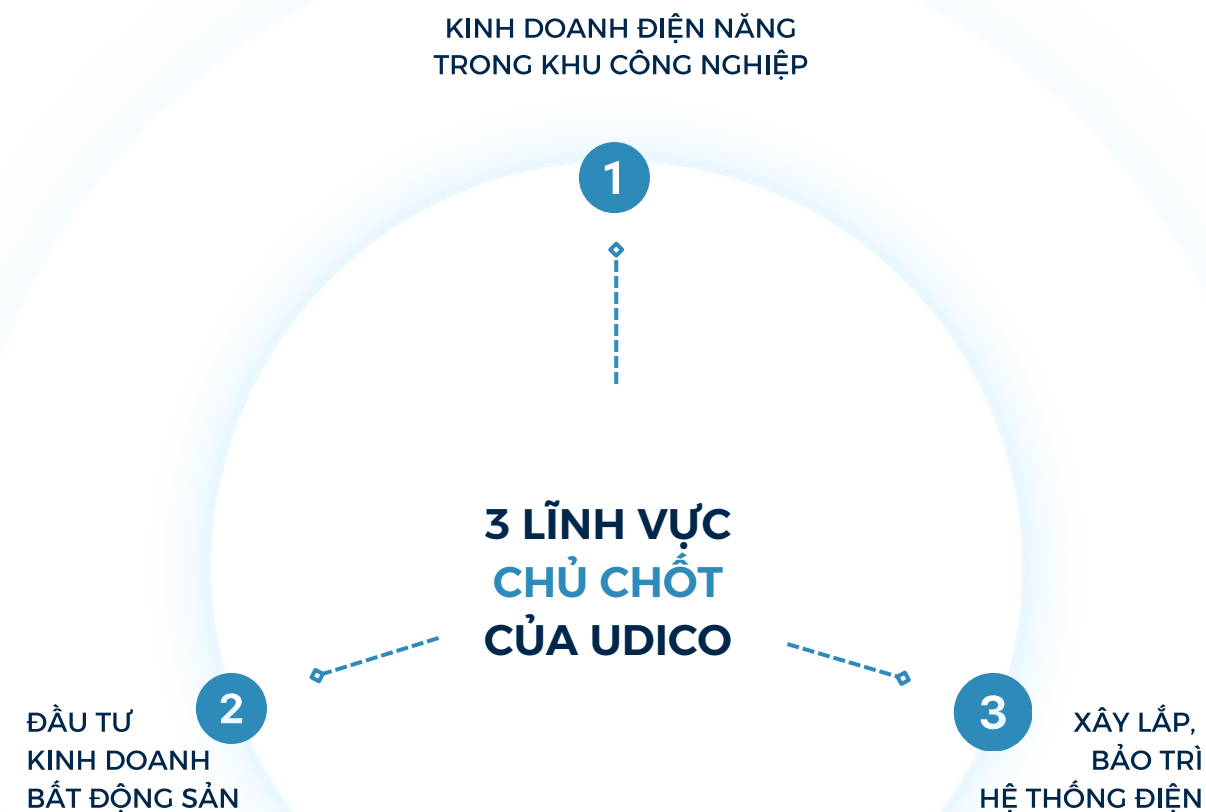 KINH DOANH ĐIỆN NĂNG
TRONG KHU CÔNG NGHIỆP
1
3 LĨNH VỰC
CHỦ CHỐT
CỦA UDICO
2
ĐẦU TƯ
KINH DOANH
BẤT ĐỘNG SẢN
3
XÂY LẮP,
BẢO TRÌ
HỆ THỐNG ĐIỆN